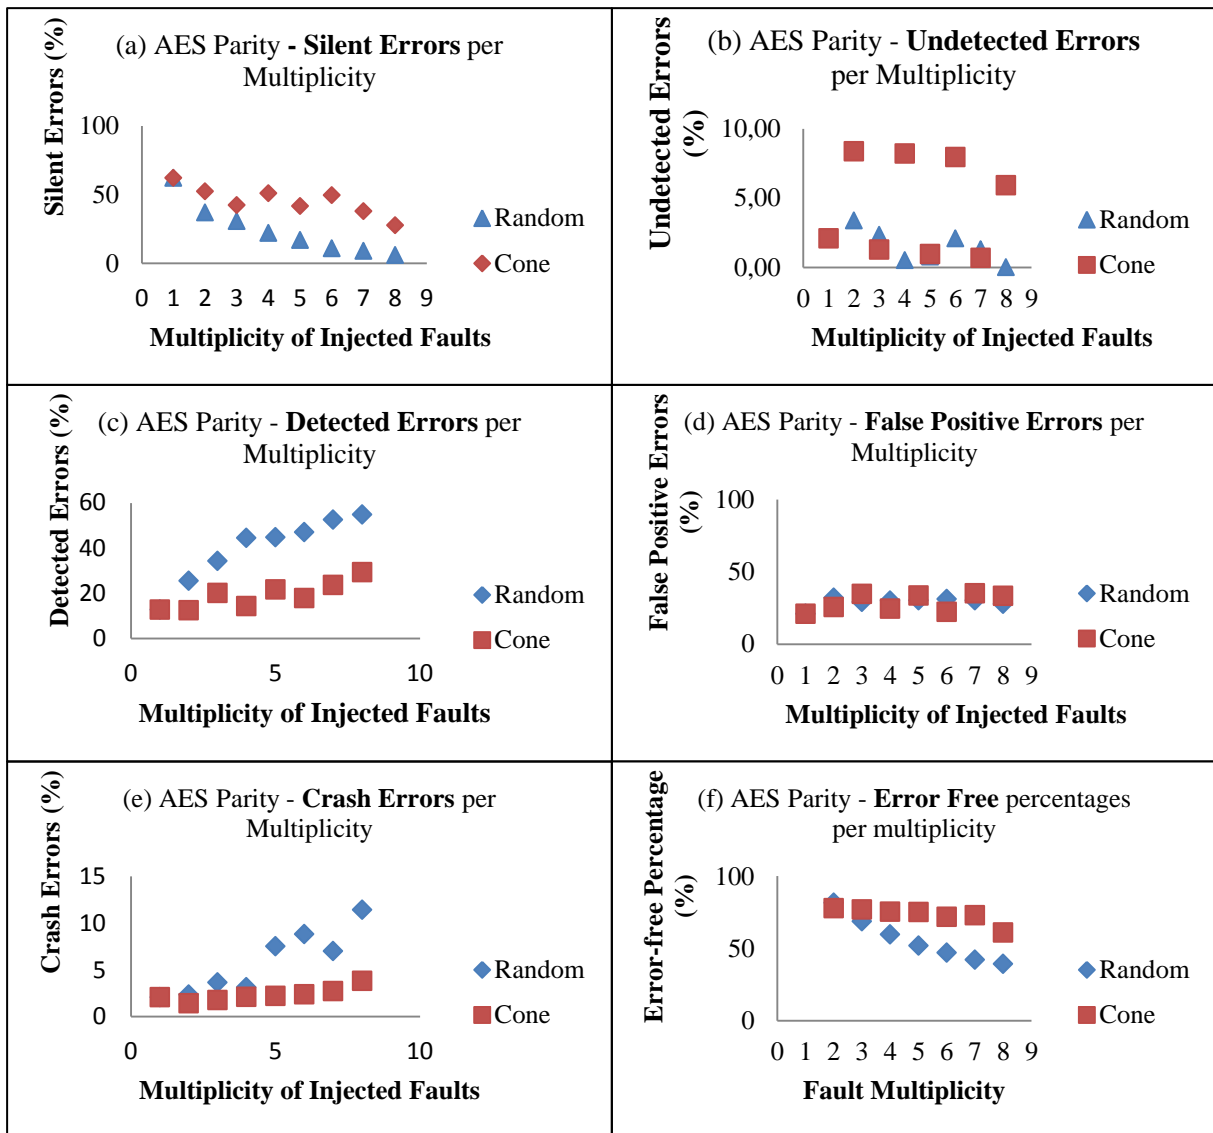 (a) AES Parity - Silent Errors per
Multiplicity
Silent Errors (%)
100
50
0
0 1 2 3 4 5 6 7 8 9
Multiplicity of Injected Faults
Random
Cone
(b) AES Parity - Undetected Errors
per Multiplicity
Undetected Errors
(%)
10,00
5,00
0,00
0 1 2 3 4 5 6 7 8 9
Multiplicity of Injected Faults
Random
Cone
(c) AES Parity - Detected Errors per
Multiplicity
Detected Errors (%)
60
40
20
0
0 5 10
Multiplicity of Injected Faults
Random
Cone
(d) AES Parity - False Positive Errors per
Multiplicity
False Positive Errors
(%)
100
50
0
0 1 2 3 4 5 6 7 8 9
Multiplicity of Injected Faults
Random
Cone
(e) AES Parity - Crash Errors per
Multiplicity
Crash Errors (%)
15
10
5
0
0 5 10
Multiplicity of Injected Faults
Random
Cone
(f) AES Parity - Error Free percentages
per multiplicity
Error-free Percentage
(%)
100
50
0
0 1 2 3 4 5 6 7 8 9
Fault Multiplicity
Random
Cone